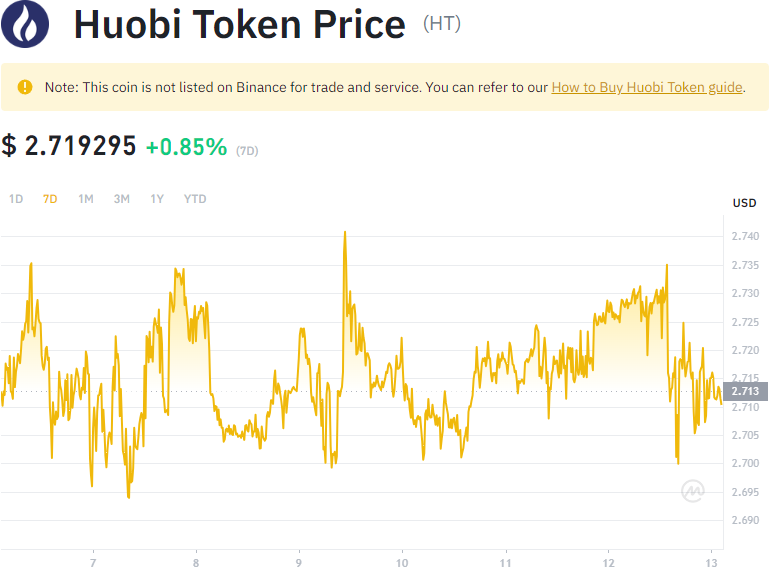 Huobi Token Price (HT)
Note: This coin is not listed on Binance for trade and service. You can refer to our How to Buy Huobi Token guide.
$ 2.719295 +0.85% (7D)
1D 7D 1M 3M 1Y YTD
USD
2.740
2.735
2.730
2.725
2.720
2.715
2.713
2.710
2.705
2.700
2.695
2.690
7 8 9 10 11 12 13